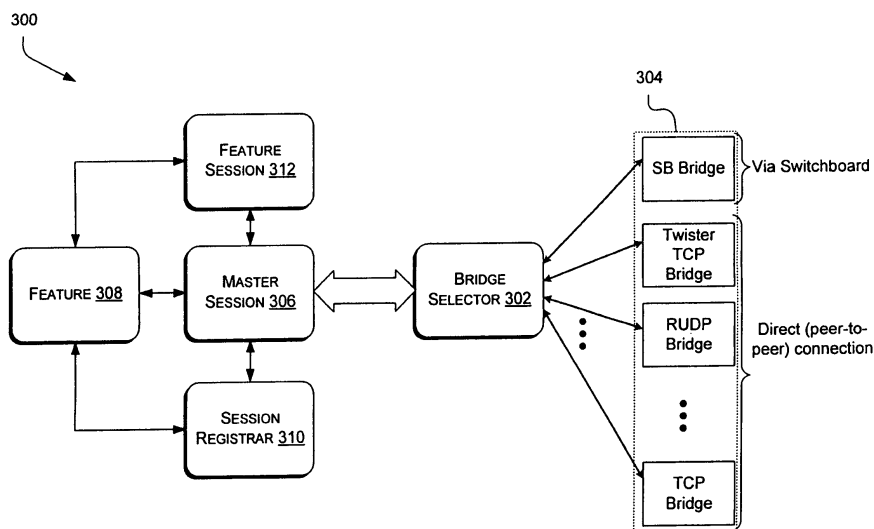 300
304
FEATURE
SESSION 312
SB Bridge
Via Switchboard
Twister
TCP
Bridge
FEATURE 308
MASTER
SESSION 306
BRIDGE
SELECTOR 302
RUDP
Bridge
Direct (peer-to-
peer) connection
SESSION
REGISTRAR 310
TCP
Bridge